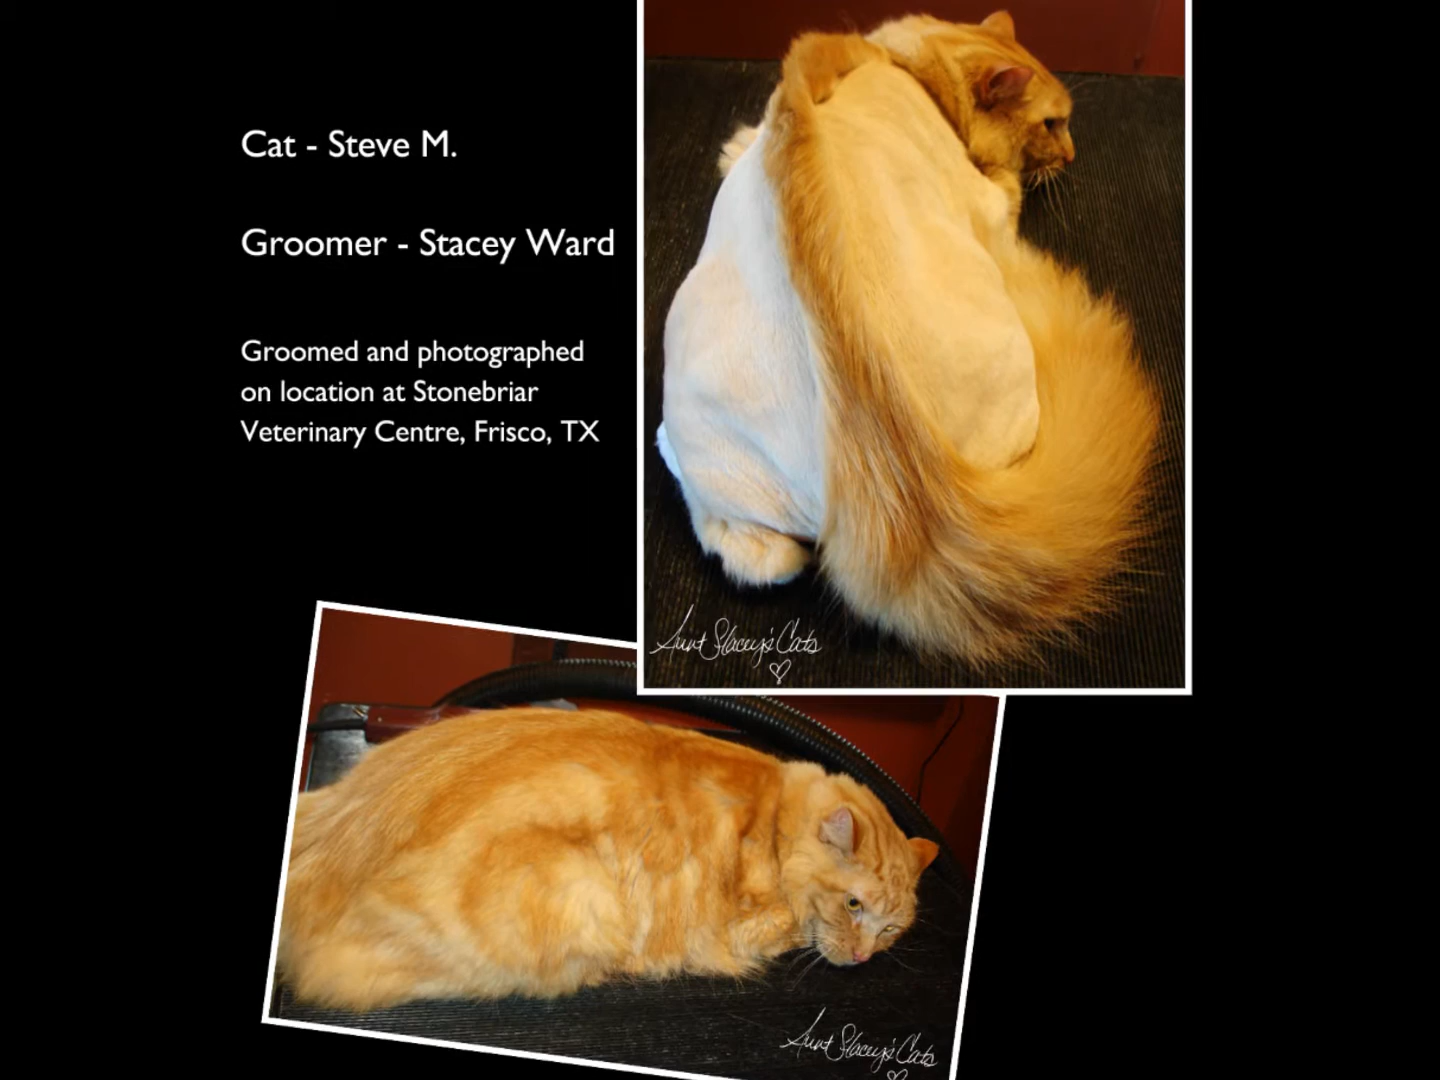 Cat - Steve M.
Groomer - Stacey Ward
Groomed and photographed
on location at Stonebriar
Veterinary Centre, Frisco, TX
Aunt Stacey's Cats
Aunt Stacey's Cats